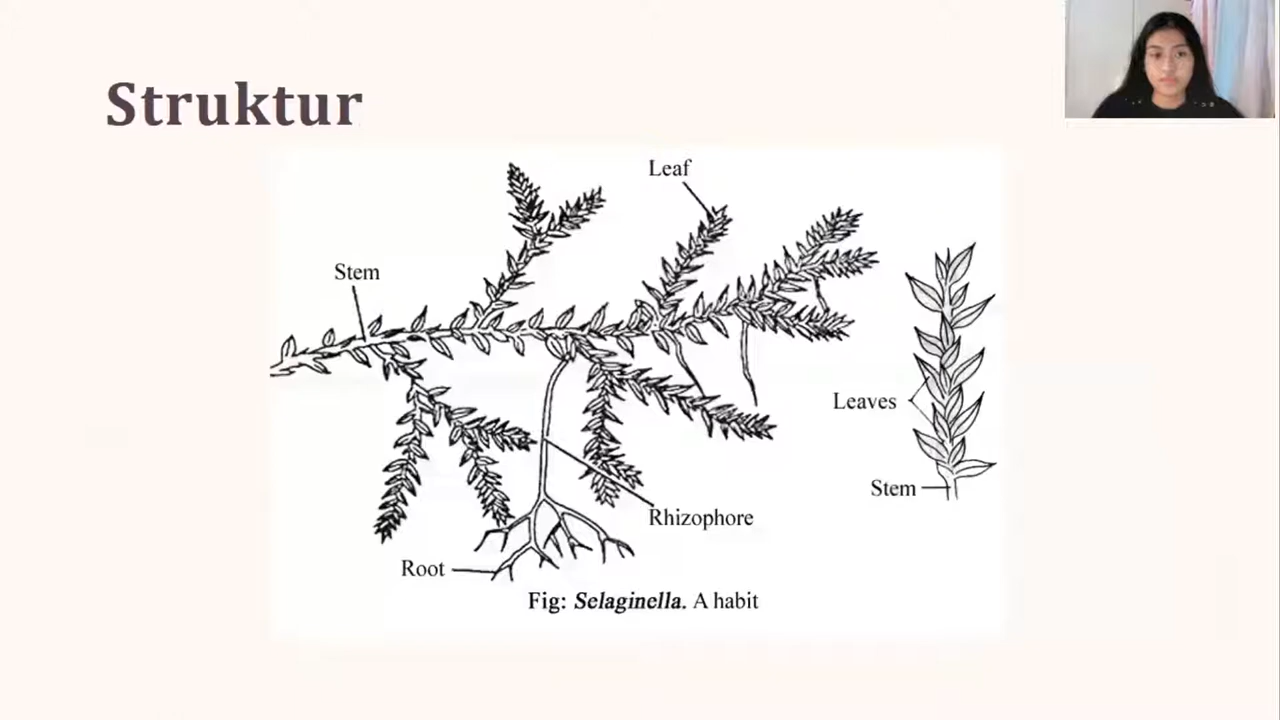 Struktur
Leaf
Stem
Leaves
Stem
Rhizophore
Root
Fig: Selaginella. A habit